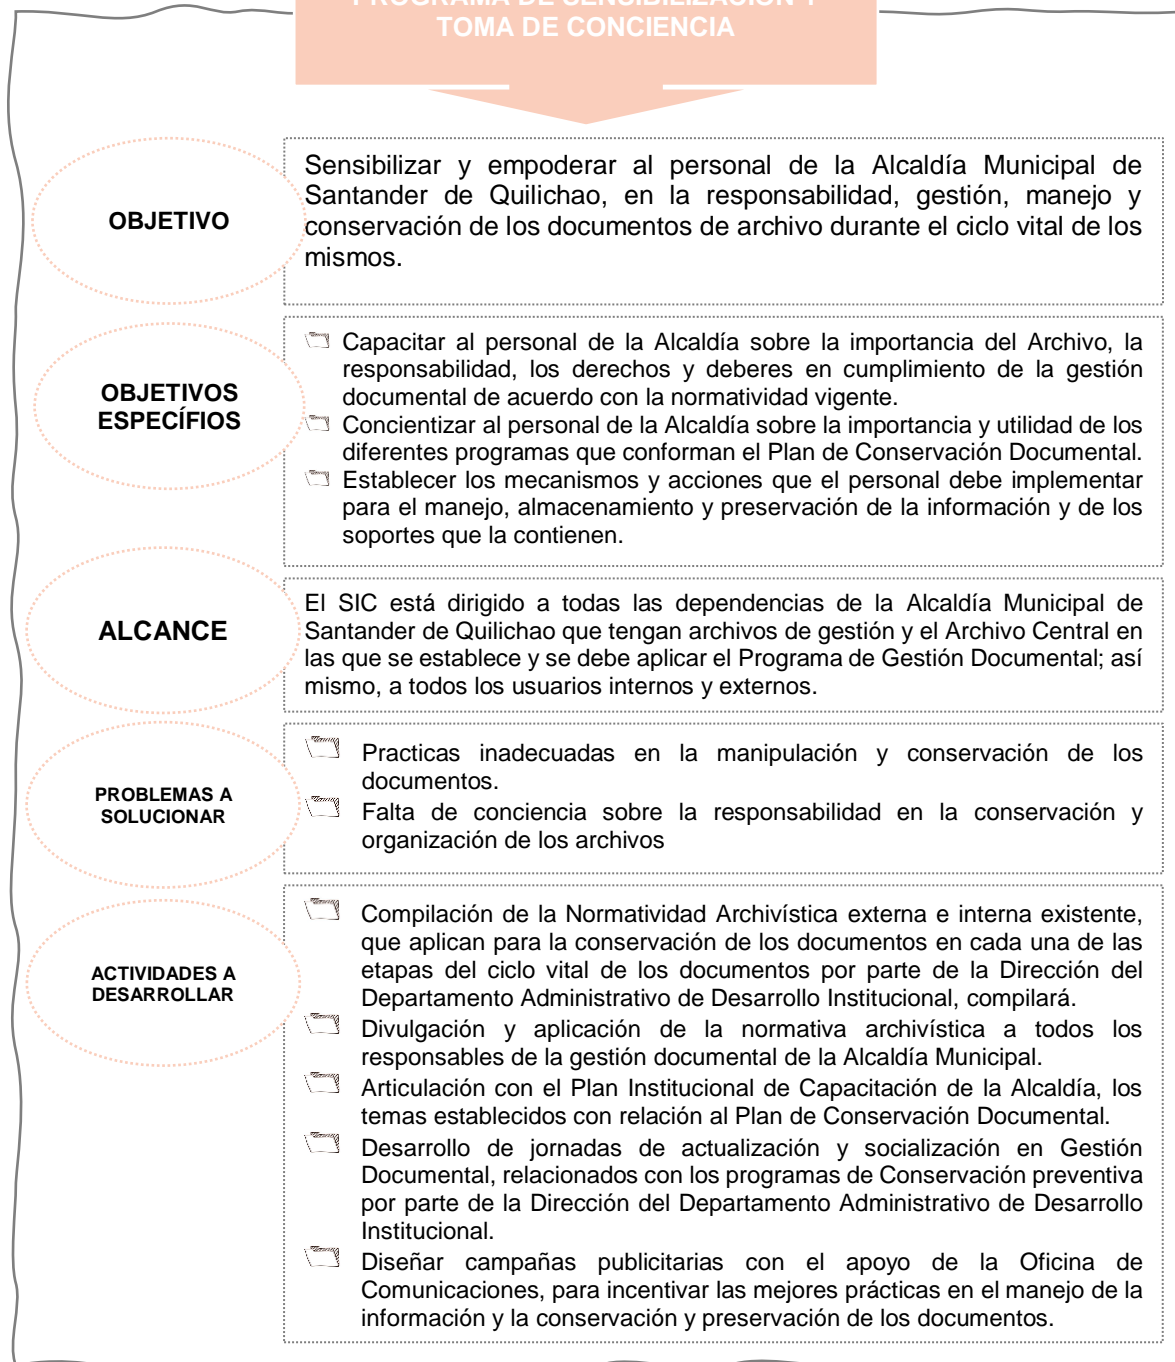 PROGRAMA DE SENSIBILIZACIÓN Y
TOMA DE CONCIENCIA
OBJETIVO
Sensibilizar y empoderar al personal de la Alcaldía Municipal de
Santander de Quilichao, en la responsabilidad, gestión, manejo y
conservación de los documentos de archivo durante el ciclo vital de los
mismos.
OBJETIVOS
ESPECÍFIOS
Capacitar al personal de la Alcaldía sobre la importancia del Archivo, la
responsabilidad, los derechos y deberes en cumplimiento de la gestión
documental de acuerdo con la normatividad vigente.
Concientizar al personal de la Alcaldía sobre la importancia y utilidad de los
diferentes programas que conforman el Plan de Conservación Documental.
Establecer los mecanismos y acciones que el personal debe implementar
para el manejo, almacenamiento y preservación de la información y de los
soportes que la contienen.
ALCANCE
El SIC está dirigido a todas las dependencias de la Alcaldía Municipal de
Santander de Quilichao que tengan archivos de gestión y el Archivo Central en
las que se establece y se debe aplicar el Programa de Gestión Documental; así
mismo, a todos los usuarios internos y externos.
PROBLEMAS A
SOLUCIONAR
Practicas inadecuadas en la manipulación y conservación de los
documentos.
Falta de conciencia sobre la responsabilidad en la conservación y
organización de los archivos
ACTIVIDADES A
DESARROLLAR
Compilación de la Normatividad Archivística externa e interna existente,
que aplican para la conservación de los documentos en cada una de las
etapas del ciclo vital de los documentos por parte de la Dirección del
Departamento Administrativo de Desarrollo Institucional, compilará.
Divulgación y aplicación de la normativa archivística a todos los
responsables de la gestión documental de la Alcaldía Municipal.
Articulación con el Plan Institucional de Capacitación de la Alcaldía, los
temas establecidos con relación al Plan de Conservación Documental.
Desarrollo de jornadas de actualización y socialización en Gestión
Documental, relacionados con los programas de Conservación preventiva
por parte de la Dirección del Departamento Administrativo de Desarrollo
Institucional.
Diseñar campañas publicitarias con el apoyo de la Oficina de
Comunicaciones, para incentivar las mejores prácticas en el manejo de la
información y la conservación y preservación de los documentos.